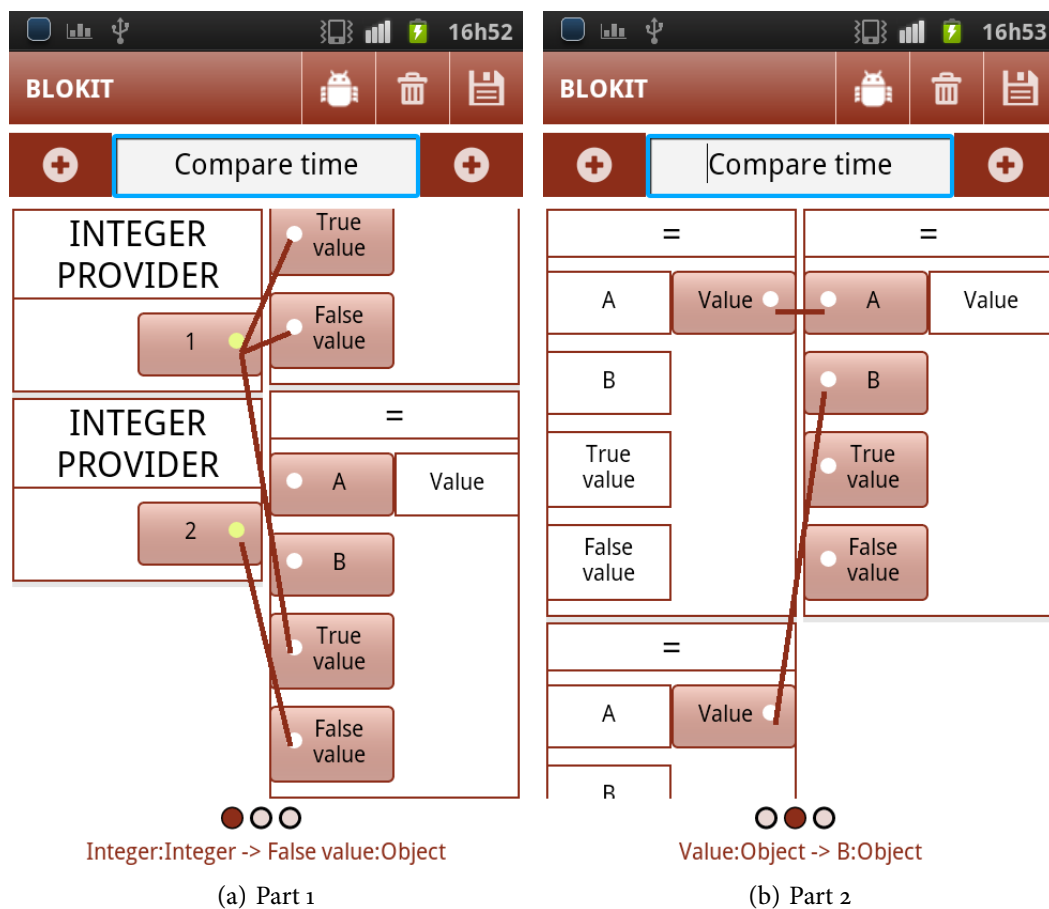 16h52
BLOKIT
Compare time
INTEGER
PROVIDER
1
INTEGER
PROVIDER
2
True
value
False
value
=
A
Value
B
True
value
False
value
Integer:Integer -> False value:Object
(a) Part 1
16h53
BLOKIT
Compare time
=
A
Value
B
True
value
False
value
=
A
Value
B
=
A
Value
B
True
value
False
value
Value:Object -> B:Object
(b) Part 2